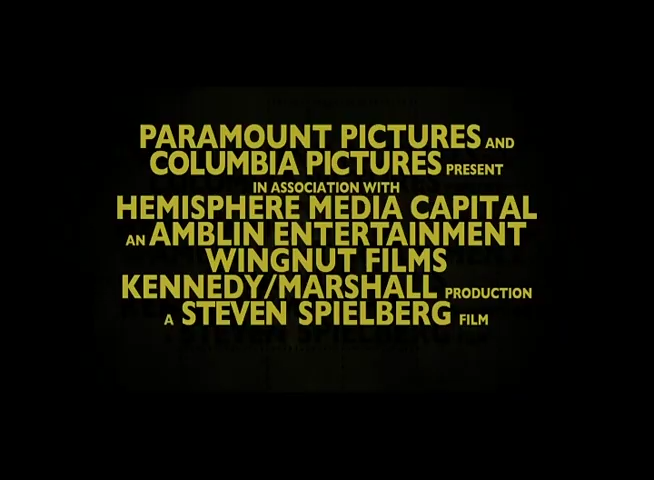 PARAMOUNT PICTURES AND
COLUMBIA PICTURES PRESENT
IN ASSOCIATION WITH
HEMISPHERE MEDIA CAPITAL
AN AMBLIN ENTERTAINMENT
WINGNUT FILMS
KENNEDY/MARSHALL PRODUCTION
A STEVEN SPIELBERG FILM